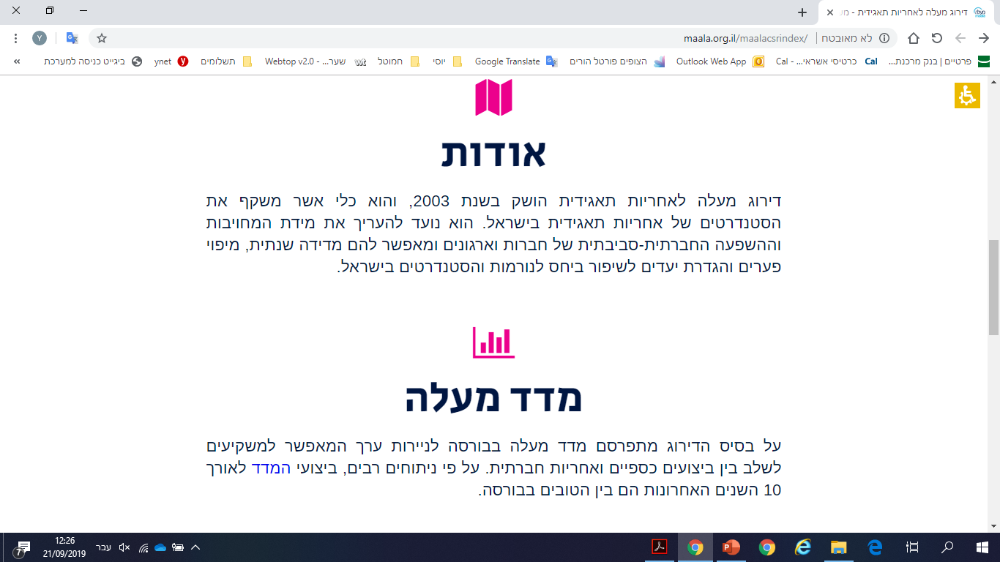 דירוג מעלה לאחריות תאגידית - מע
maala.org.il/maalacsrindex/
לא מאובטח
Y
פרטיים | בנק מרכנת...
Cal כרטיסי אשראי... - Cal
Outlook Web App
הצופים פורטל הורים
Google Translate
יוסי
חמוטל
wt שער... - Webtop v2.0
תשלומים
y ynet
ביגייט כניסה למערכת
«
אודות
דירוג מעלה לאחריות תאגידית הושק בשנת 2003, והוא כלי אשר משקף את
הסטנדרטים של אחריות תאגידית בישראל. הוא נועד להעריך את מידת המחויבות
וההשפעה החברתית-סביבתית של חברות וארגונים ומאפשר להם מדידה שנתית, מיפוי
פערים והגדרת יעדים לשיפור ביחס לנורמות והסטנדרטים בישראל.
מדד מעלה
על בסיס הדירוג מתפרסם מדד מעלה בבורסה לניירות ערך המאפשר למשקיעים
לשלב בין ביצועים כספיים ואחריות חברתית. על פי ניתוחים רבים, ביצועי המדד לאורך
10 השנים האחרונות הם בין הטובים בבורסה.
עבר
12:26
21/09/2019
7